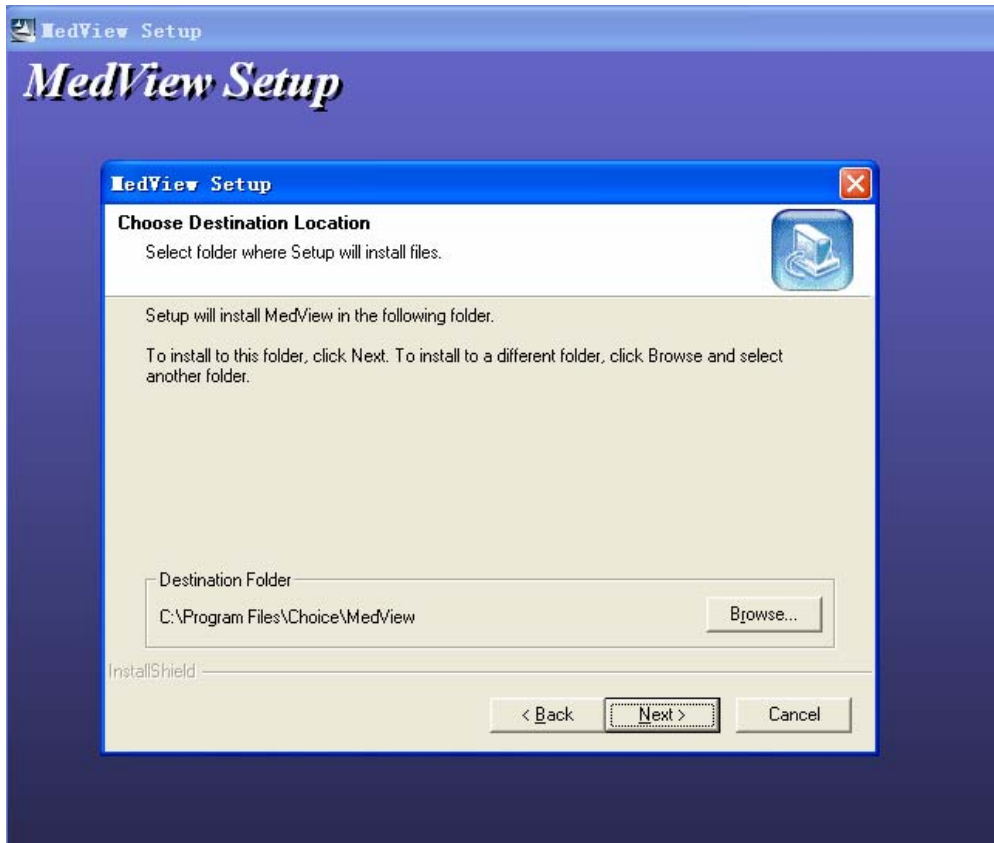 MedView Setup
MedView Setup
MedView Setup
Choose Destination Location
Select folder where Setup will install files.
Setup will install MedView in the following folder.
To install to this folder, click Next. To install to a different folder, click Browse and select
another folder.
Destination Folder
C:\Program Files\Choice\MedView
Browse...
InstallShield
< Back
Next >
Cancel